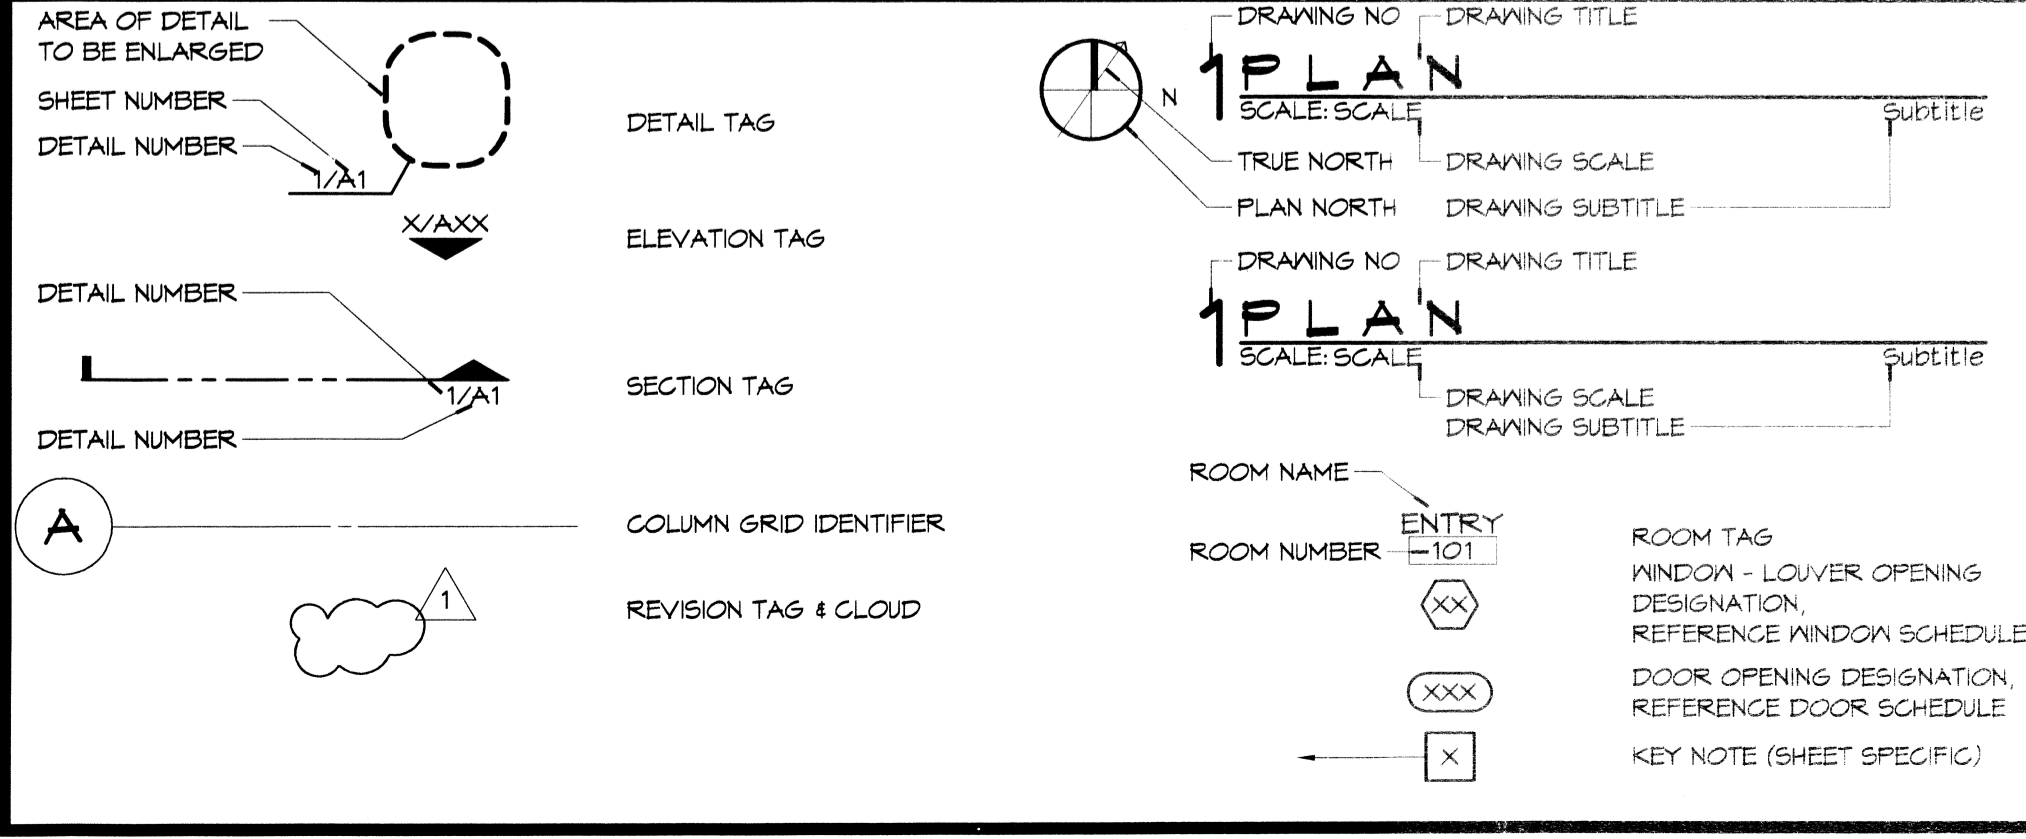 AREA OF DETAIL
TO BE ENLARGED
SHEET NUMBER
DETAIL NUMBER
1/A1
DETAIL TAG
X/AXX
ELEVATION TAG
DETAIL NUMBER
1/A1
SECTION TAG
DETAIL NUMBER
A
COLUMN GRID IDENTIFIER
1
REVISION TAG & CLOUD
DRAWING NO
DRAWING TITLE
N
1 PLAN
SCALE: SCALE
Subtitle
TRUE NORTH
DRAWING SCALE
PLAN NORTH
DRAWING SUBTITLE
DRAWING NO
DRAWING TITLE
1 PLAN
SCALE: SCALE
Subtitle
DRAWING SCALE
DRAWING SUBTITLE
ROOM NAME
ENTRY
ROOM NUMBER
101
ROOM TAG
XX
WINDOW - LOUVER OPENING
DESIGNATION,
REFERENCE WINDOW SCHEDULE
XXX
DOOR OPENING DESIGNATION,
REFERENCE DOOR SCHEDULE
X
KEY NOTE (SHEET SPECIFIC)